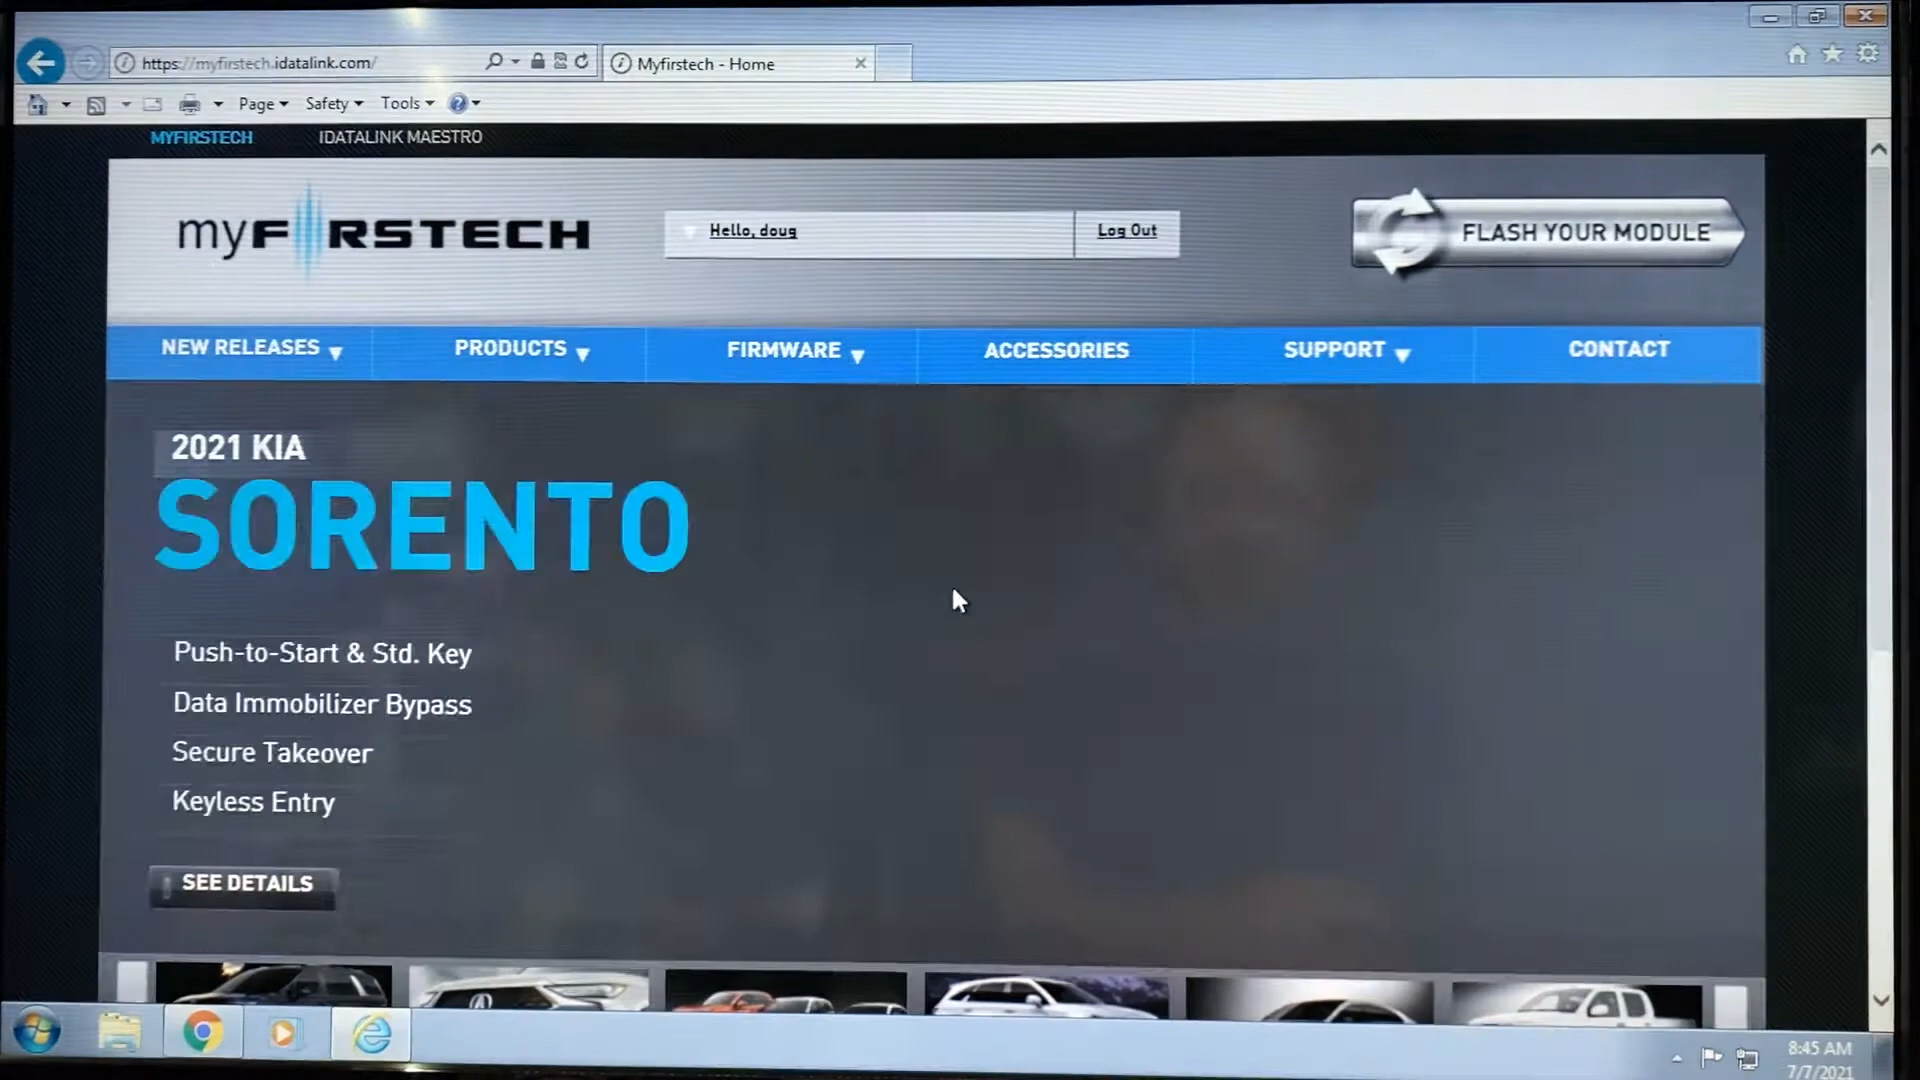 https://myfirstech.idatalink.com/
Myfirstech - Home
Page
Safety
Tools
MYFIRSTECH
IDATALINK MAESTRO
myFIRSTECH
Hello, doug
Log Out
FLASH YOUR MODULE
NEW RELEASES
PRODUCTS
FIRMWARE
ACCESSORIES
SUPPORT
CONTACT
2021 KIA
SORENTO
Push-to-Start & Std. Key
Data Immobilizer Bypass
Secure Takeover
Keyless Entry
SEE DETAILS
8:45 AM
7/7/2021